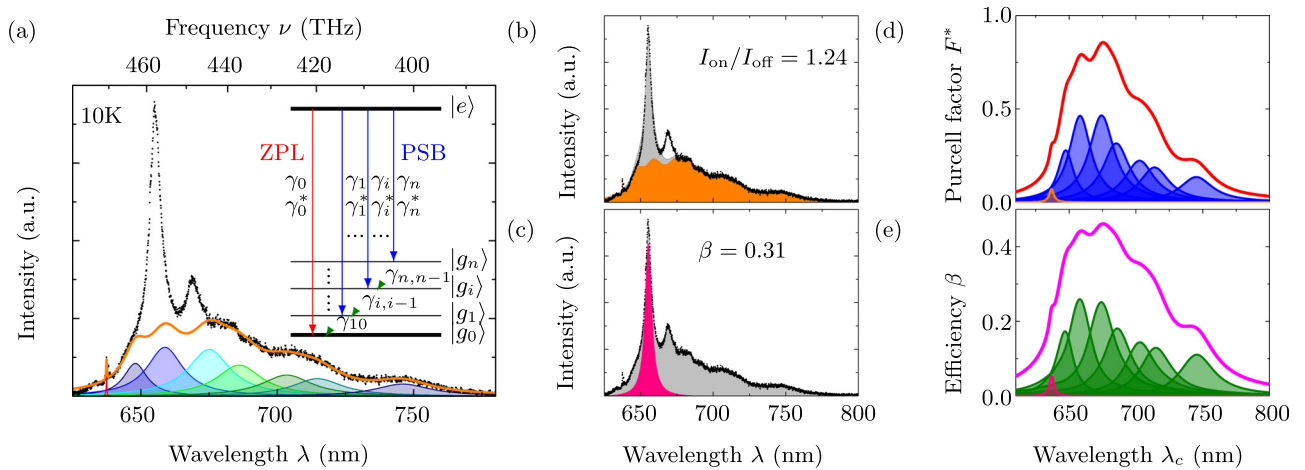 (a)
Frequency ν (THz)
460 440 420 400
10K
|e⟩
ZPL
PSB
γ0 γ1 γi γn
γ0* γ1* γi* γn*
... ...
|gn⟩
γn,n−1
|gi⟩
γi,i−1
|g1⟩
γ10
|g0⟩
Intensity (a.u.)
650 700 750
Wavelength λ (nm)
(b)
Ion/Ioff = 1.24
Intensity (a.u.)
(c)
β = 0.31
Intensity (a.u.)
650 700 750 800
Wavelength λ (nm)
(d)
Purcell factor F*
1.0
0.5
0.0
(e)
Efficiency β
0.4
0.2
0.0
650 700 750 800
Wavelength λc (nm)